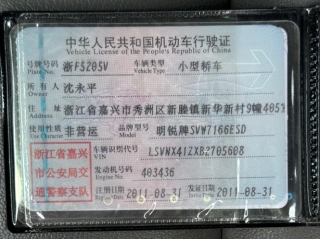 中华人民共和国机动车行驶证
Vehicle License of the People's Republic of China
号牌号码 浙F3205V 车辆类型 小型轿车
Plate No. Vehicle Type
所有人 沈永平
Owner
住址 浙江省嘉兴市秀洲区新塍镇新华新村9幢405
使用性质 非营运 品牌型号 明锐牌SVW7166ESD
Use Character Model
浙江省嘉兴市公安局交通警察支队
车辆识别代号 LSVNX41ZXB2705608
VIN
发动机号码 403436
Engine No.
注册日期 2011-08-31 发证日期 2011-08-31
Register Date Issue Date